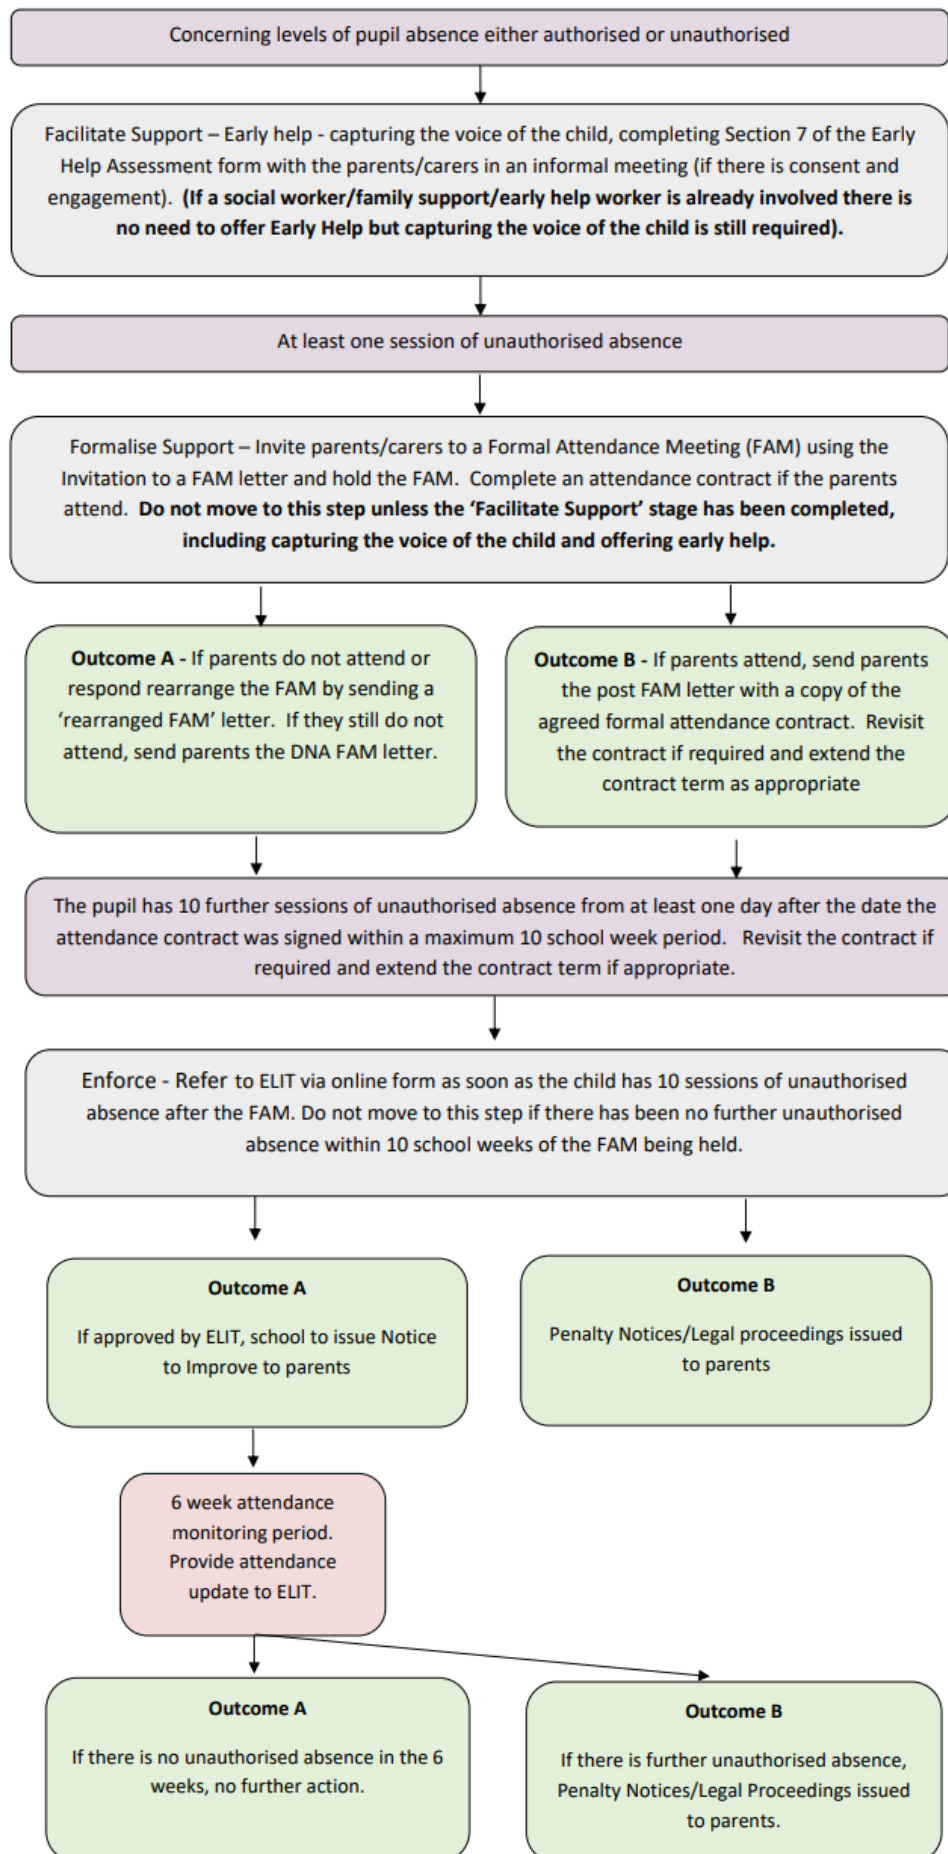 Concerning levels of pupil absence either authorised or unauthorised
Facilitate Support – Early help - capturing the voice of the child, completing Section 7 of the Early
Help Assessment form with the parents/carers in an informal meeting (if there is consent and
engagement). (If a social worker/family support/early help worker is already involved there is
no need to offer Early Help but capturing the voice of the child is still required).
At least one session of unauthorised absence
Formalise Support – Invite parents/carers to a Formal Attendance Meeting (FAM) using the
Invitation to a FAM letter and hold the FAM. Complete an attendance contract if the parents
attend. Do not move to this step unless the ‘Facilitate Support’ stage has been completed,
including capturing the voice of the child and offering early help.
Outcome A - If parents do not attend or
respond rearrange the FAM by sending a
‘rearranged FAM’ letter. If they still do not
attend, send parents the DNA FAM letter.
Outcome B - If parents attend, send parents
the post FAM letter with a copy of the
agreed formal attendance contract. Revisit
the contract if required and extend the
contract term as appropriate
The pupil has 10 further sessions of unauthorised absence from at least one day after the date the
attendance contract was signed within a maximum 10 school week period. Revisit the contract if
required and extend the contract term if appropriate.
Enforce - Refer to ELIT via online form as soon as the child has 10 sessions of unauthorised
absence after the FAM. Do not move to this step if there has been no further unauthorised
absence within 10 school weeks of the FAM being held.
Outcome A
If approved by ELIT, school to issue Notice
to Improve to parents
Outcome B
Penalty Notices/Legal proceedings issued
to parents
6 week attendance
monitoring period.
Provide attendance
update to ELIT.
Outcome A
If there is no unauthorised absence in the 6
weeks, no further action.
Outcome B
If there is further unauthorised absence,
Penalty Notices/Legal Proceedings issued
to parents.